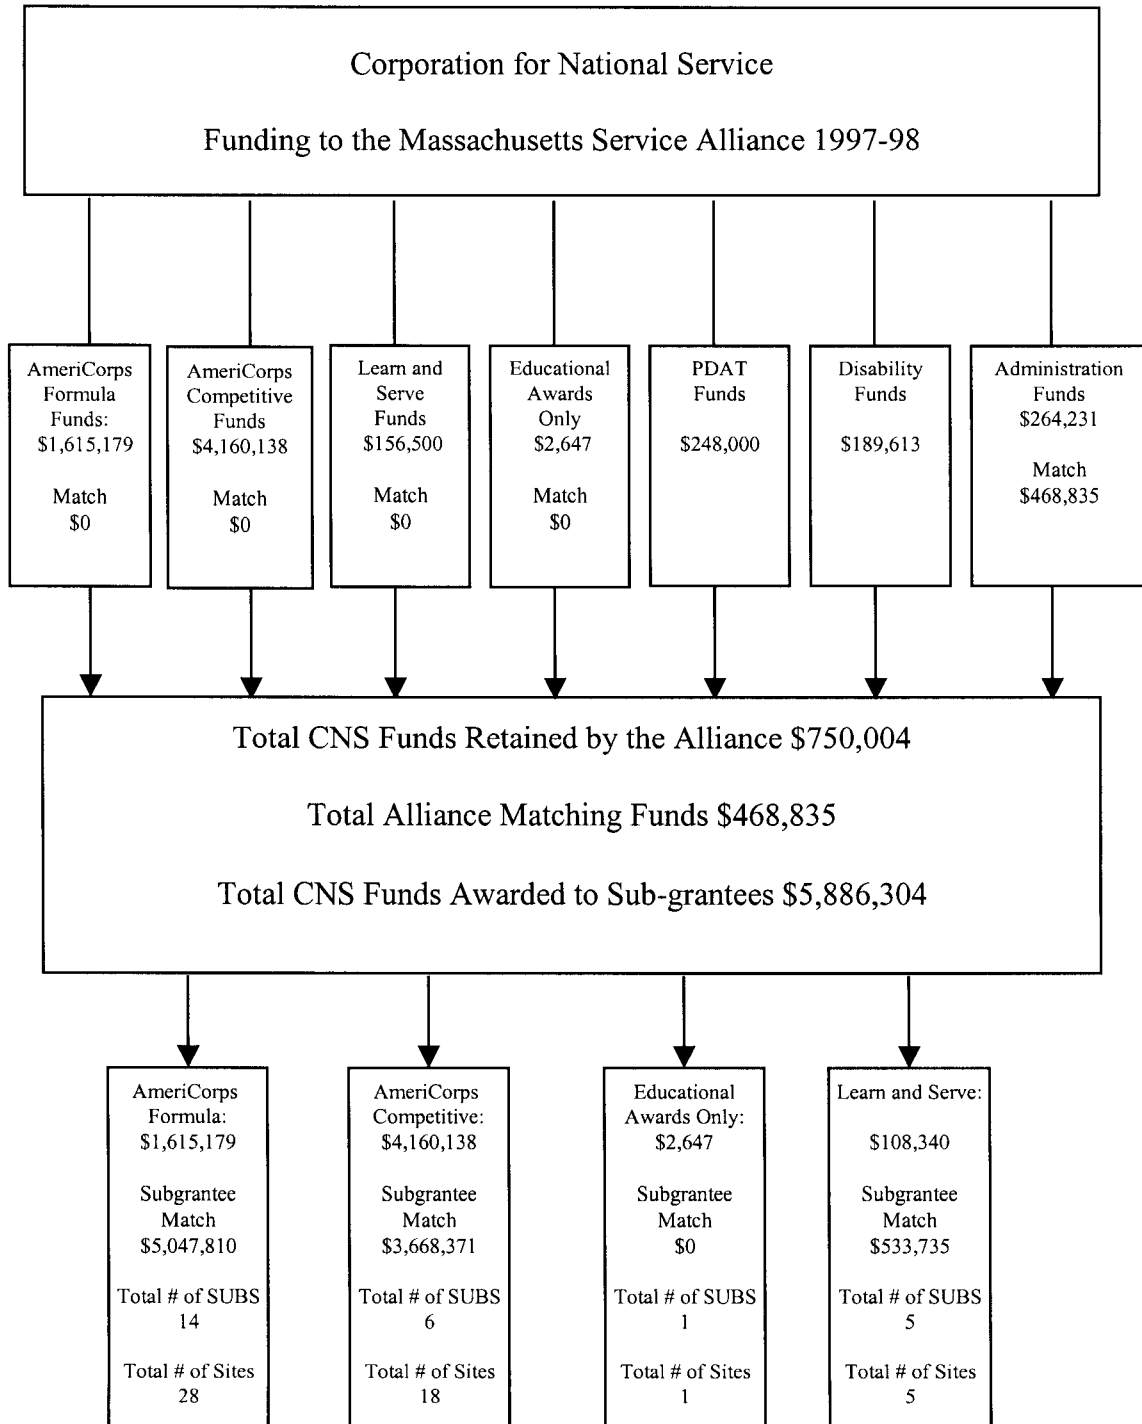 Corporation for National Service
Funding to the Massachusetts Service Alliance 1997-98
AmeriCorps
Formula
Funds:
$1,615,179
Match
$0
AmeriCorps
Competitive
Funds
$4,160,138
Match
$0
Learn and
Serve
Funds
$156,500
Match
$0
Educational
Awards
Only
$2,647
Match
$0
PDAT
Funds
$248,000
Disability
Funds
$189,613
Administration
Funds
$264,231
Match
$468,835
Total CNS Funds Retained by the Alliance $750,004
Total Alliance Matching Funds $468,835
Total CNS Funds Awarded to Sub-grantees $5,886,304
AmeriCorps
Formula:
$1,615,179
Subgrantee
Match
$5,047,810
Total # of SUBS
14
Total # of Sites
28
AmeriCorps
Competitive:
$4,160,138
Subgrantee
Match
$3,668,371
Total # of SUBS
6
Total # of Sites
18
Educational
Awards Only:
$2,647
Subgrantee
Match
$0
Total # of SUBS
1
Total # of Sites
1
Learn and Serve:
$108,340
Subgrantee
Match
$533,735
Total # of SUBS
5
Total # of Sites
5